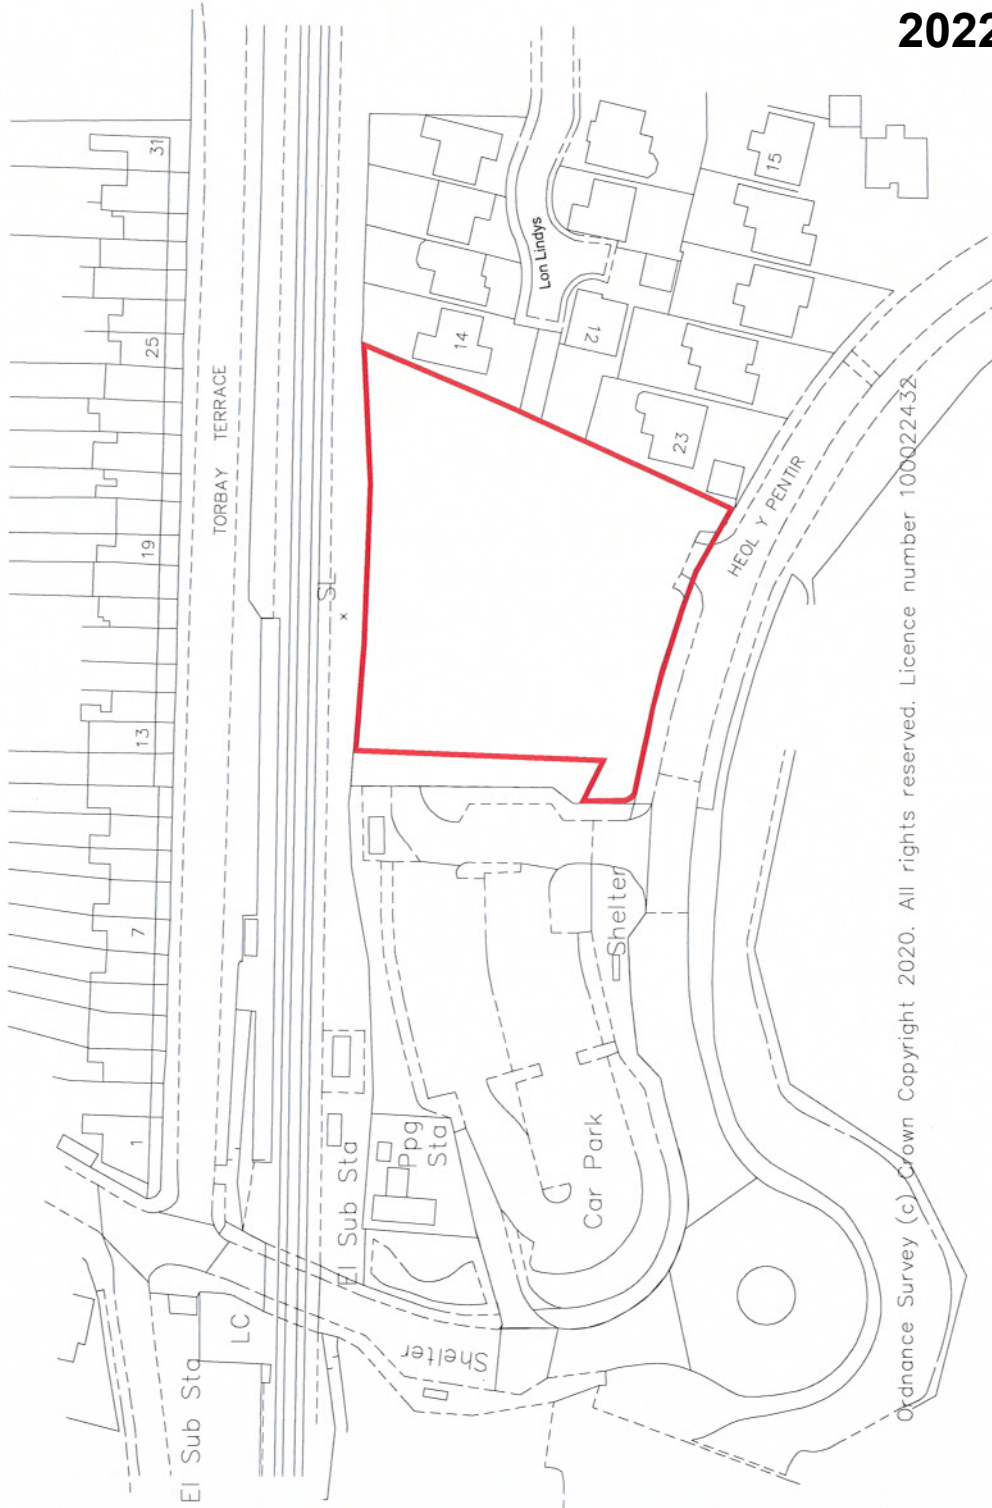 2022
31
15
Lon Lindys
25
14
12
TORBAY TERRACE
23
19
SL
HEOL Y PENTIR
13
7
Shelter
1
Ppg
Sta
El Sub Sta
Car Park
LC
Shelter
El Sub Sta
Ordnance Survey (c) Crown Copyright 2020. All rights reserved. Licence number 100022432